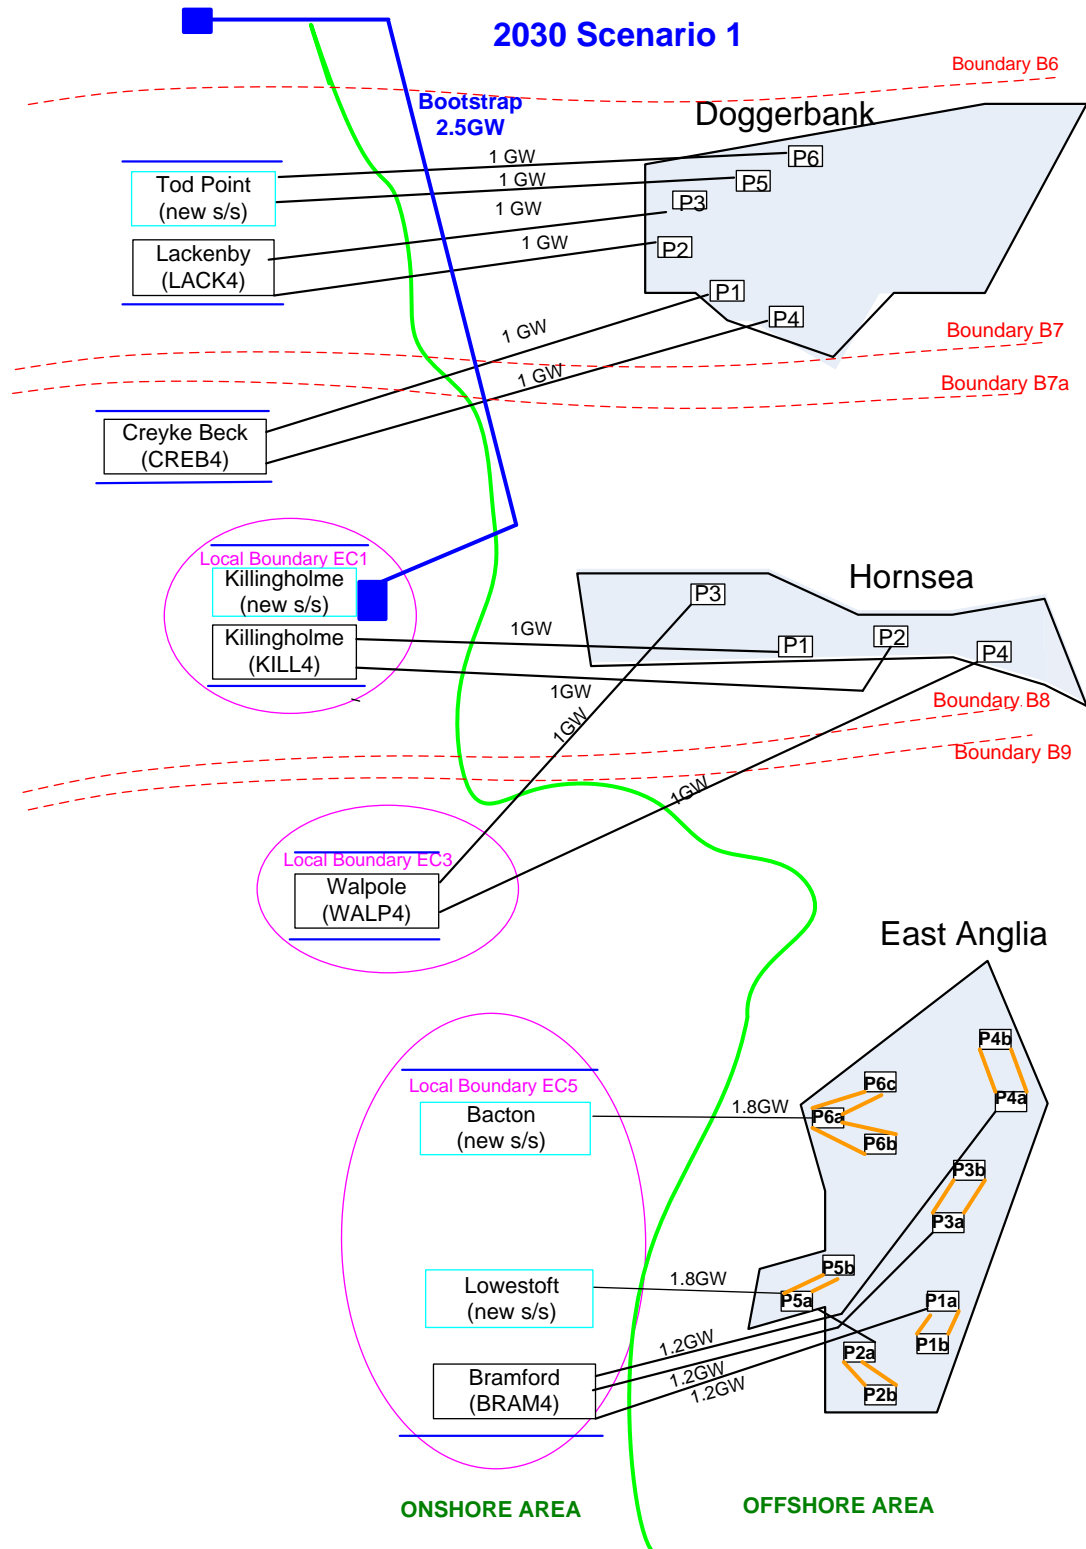 2030 Scenario 1
Boundary B6
Bootstrap
2.5GW
Doggerbank
1 GW
P6
Tod Point
(new s/s)
1 GW
P5
1 GW
P3
Lackenby
(LACK4)
1 GW
P2
P1
P4
1 GW
Boundary B7
1 GW
Boundary B7a
Creyke Beck
(CREB4)
Local Boundary EC1
Killingholme
(new s/s)
Hornsea
P3
Killingholme
(KILL4)
1GW
P1
P2
P4
1GW
1GW
Boundary B8
Boundary B9
1GW
Local Boundary EC3
Walpole
(WALP4)
East Anglia
P4b
Local Boundary EC5
Bacton
(new s/s)
1.8GW
P6c
P6a
P6b
P4a
P3b
P3a
Lowestoft
(new s/s)
1.8GW
P5b
P5a
P1a
P1b
P2a
P2b
Bramford
(BRAM4)
1.2GW
1.2GW
1.2GW
ONSHORE AREA
OFFSHORE AREA